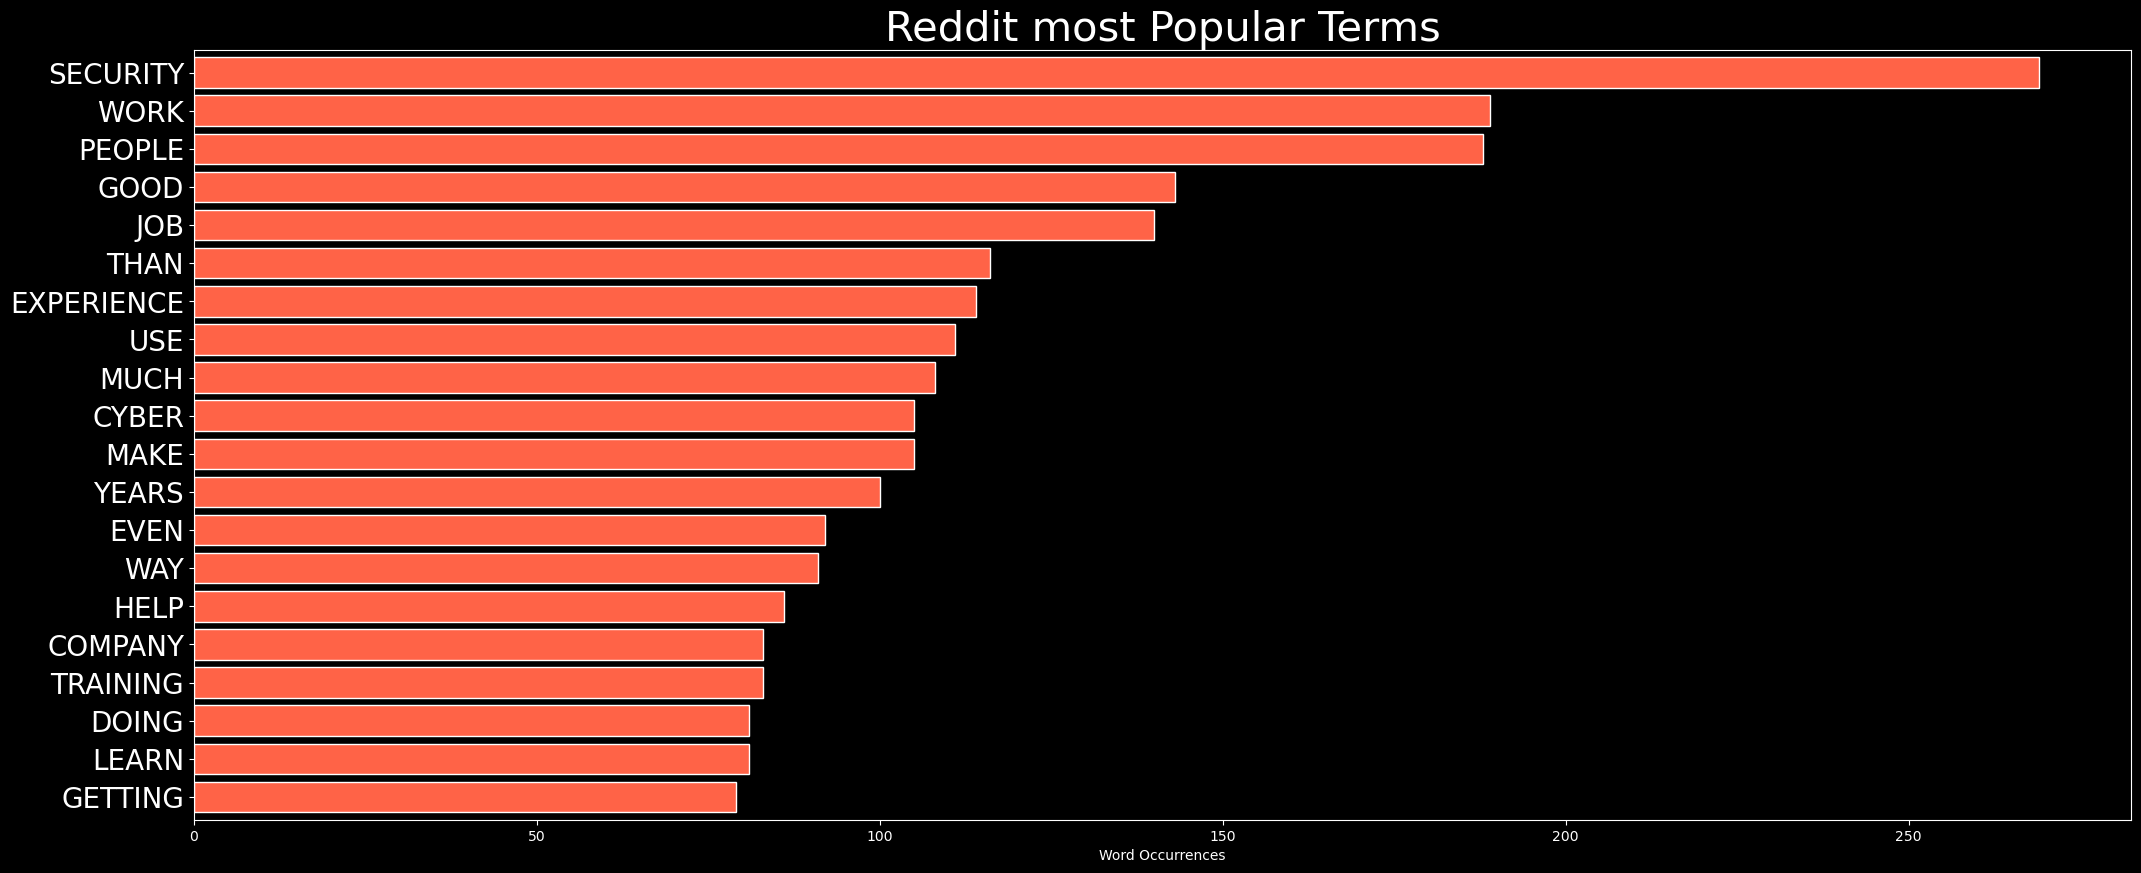 Reddit most Popular Terms
SECURITY
WORK
PEOPLE
GOOD
JOB
THAN
EXPERIENCE
USE
MUCH
CYBER
MAKE
YEARS
EVEN
WAY
HELP
COMPANY
TRAINING
DOING
LEARN
GETTING
0 50 100 150 200 250
Word Occurrences